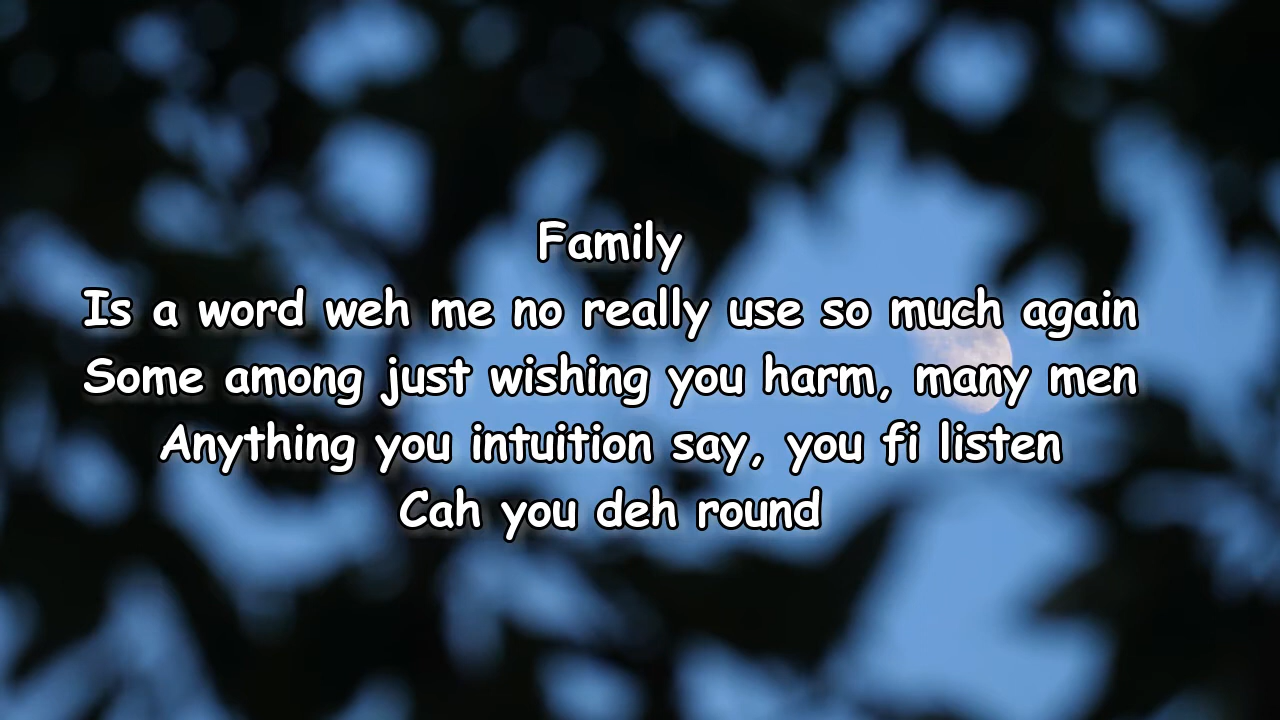 Family
Is a word weh me no really use so much again
Some among just wishing you harm, many men
Anything you intuition say, you fi listen
Cah you deh round